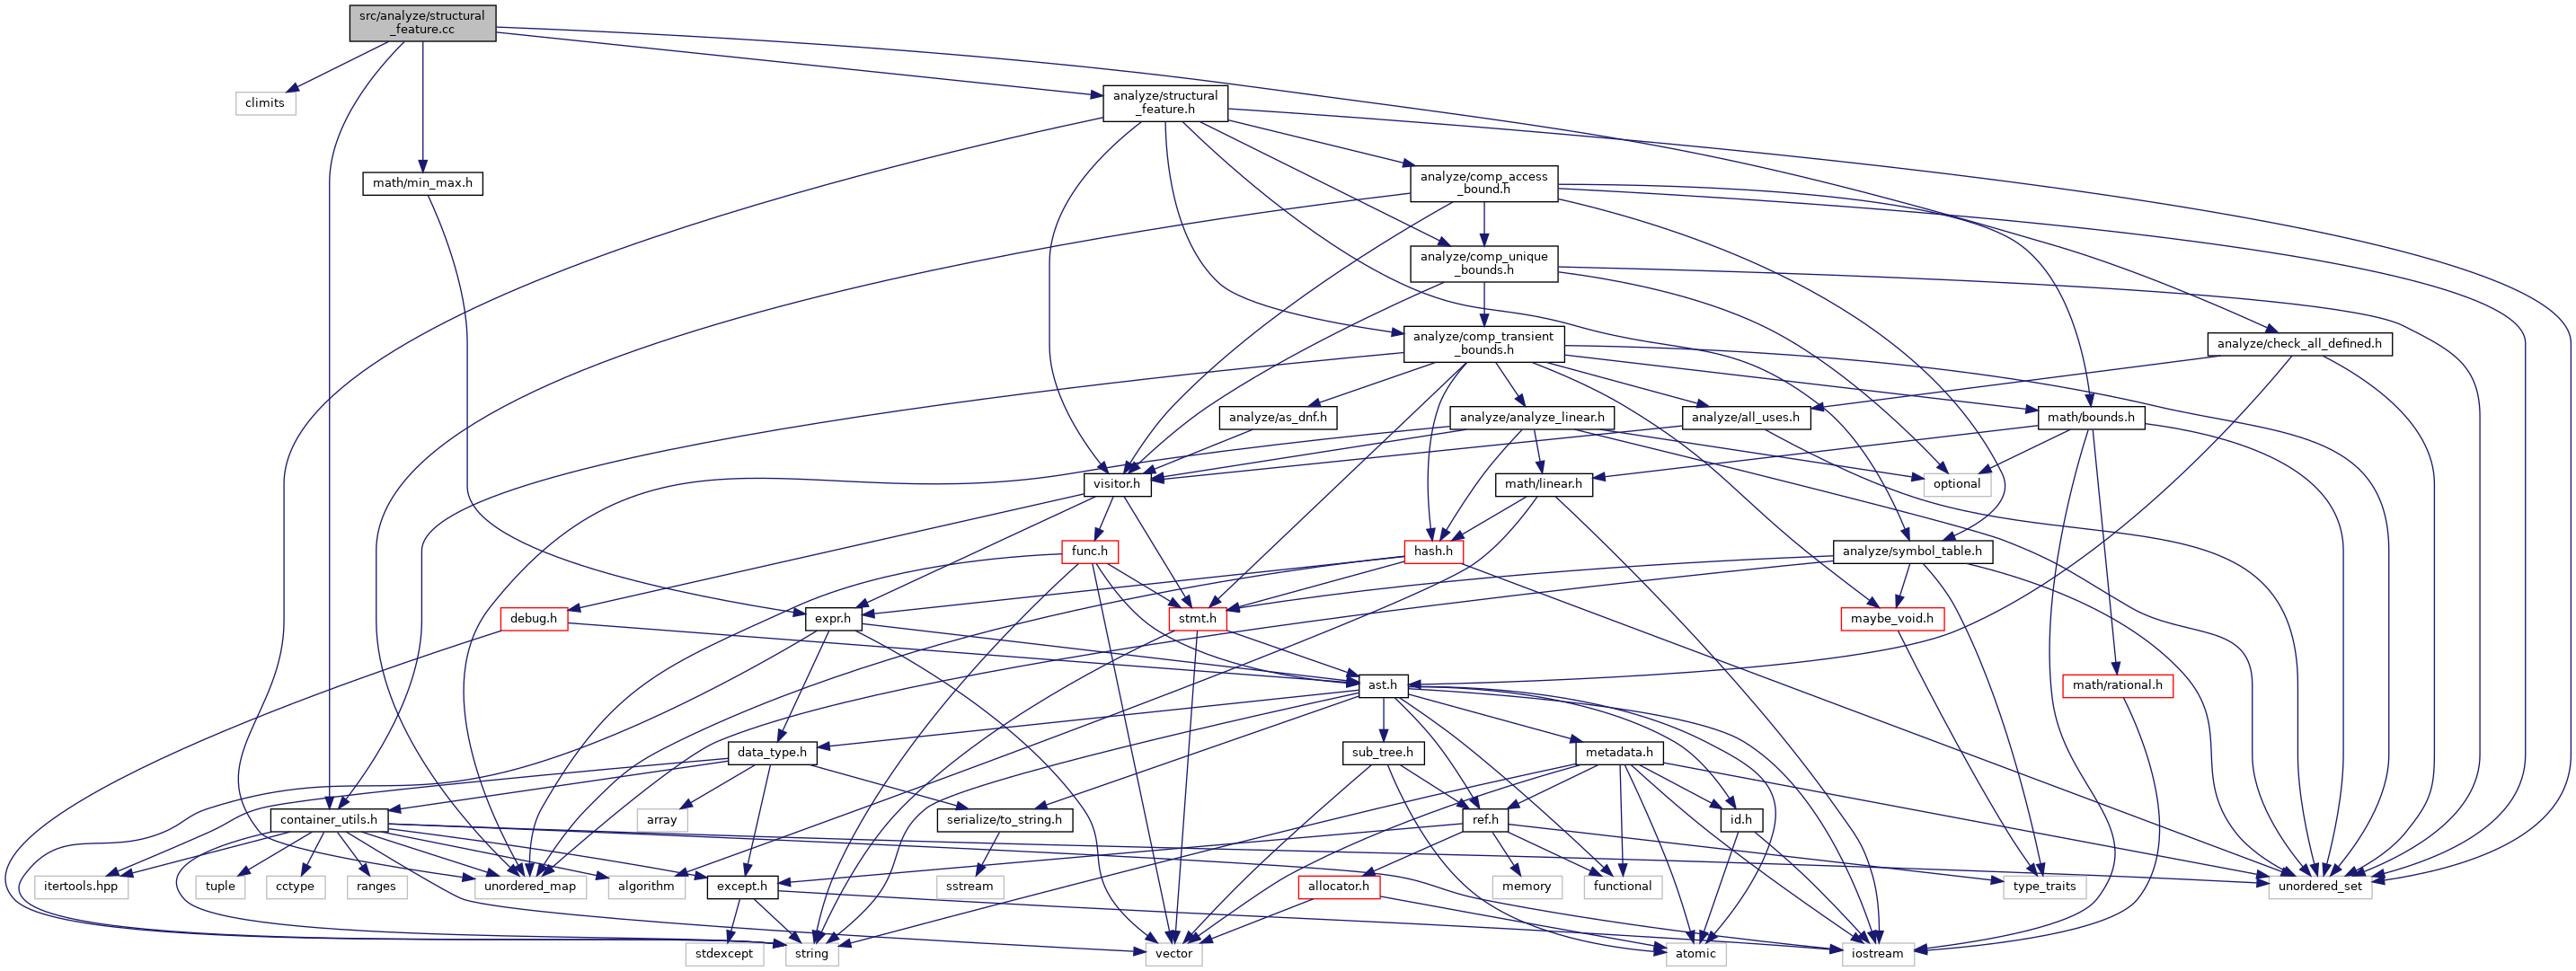 src/analyze/structural
_feature.cc
climits
analyze/structural
_feature.h
math/min_max.h
analyze/comp_access
_bound.h
analyze/comp_unique
_bounds.h
analyze/comp_transient
_bounds.h
analyze/check_all_defined.h
analyze/as_dnf.h
analyze/analyze_linear.h
analyze/all_uses.h
math/bounds.h
visitor.h
math/linear.h
optional
func.h
hash.h
analyze/symbol_table.h
debug.h
expr.h
stmt.h
maybe_void.h
ast.h
math/rational.h
data_type.h
sub_tree.h
metadata.h
container_utils.h
array
serialize/to_string.h
ref.h
id.h
itertools.hpp
tuple
cctype
ranges
unordered_map
algorithm
except.h
sstream
allocator.h
memory
functional
type_traits
unordered_set
stdexcept
string
vector
atomic
iostream